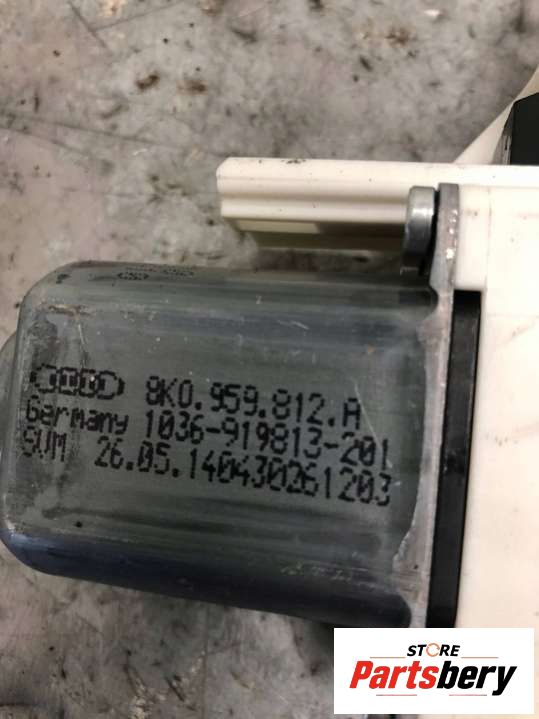 8K0.959.812.A
Germany 1036-919813-201
SUM 26.05.140430261203
STORE
Partsbery